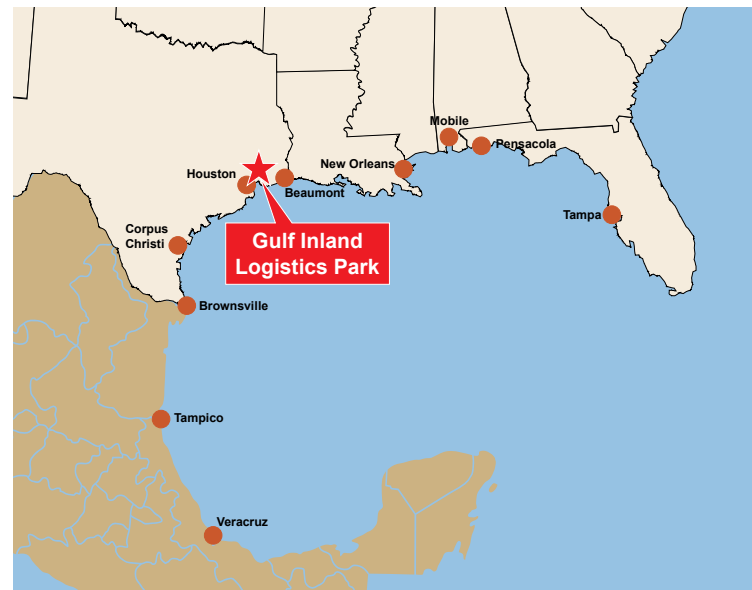 Mobile
Pensacola
New Orleans
Houston
Beaumont
Tampa
Corpus
Christi
Gulf Inland
Logistics Park
Brownsville
Tampico
Veracruz